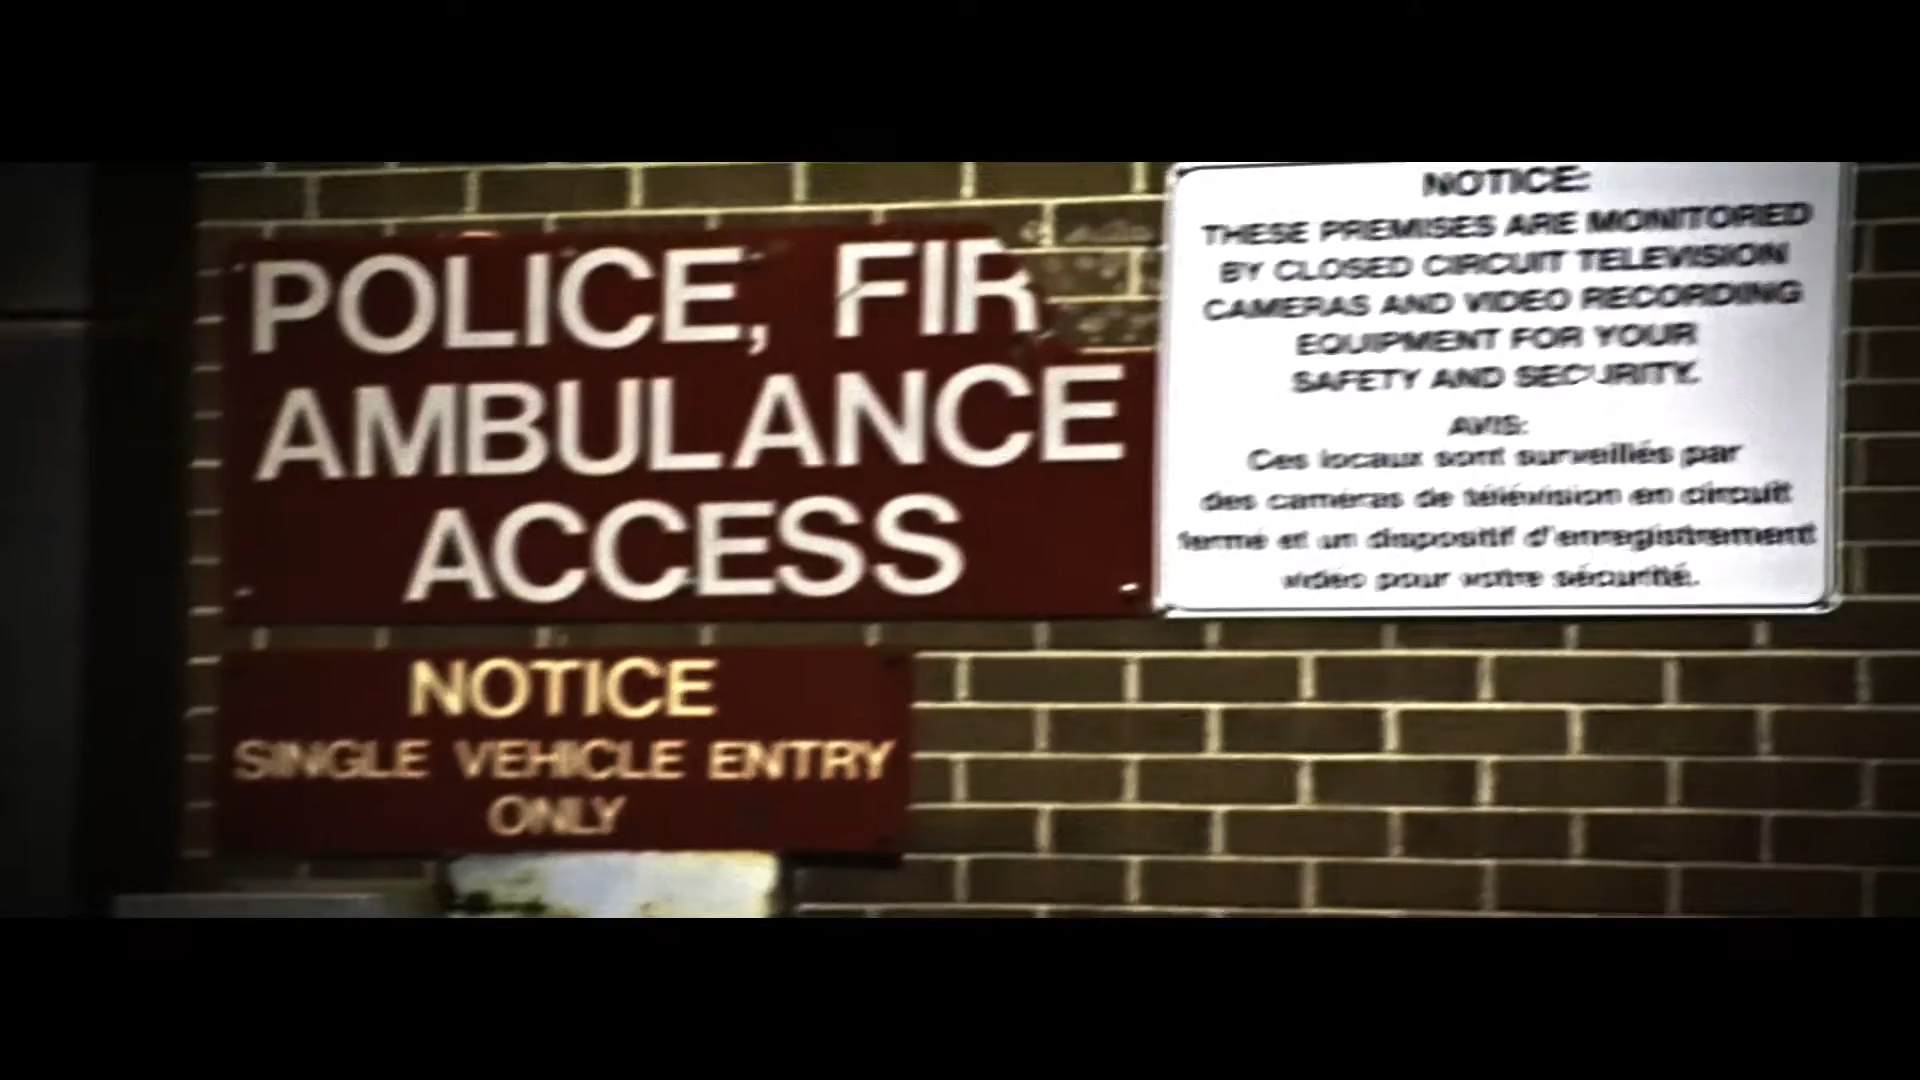 POLICE, FIR
AMBULANCE
ACCESS
NOTICE
SINGLE VEHICLE ENTRY
ONLY
NOTICE:
THESE PREMISES ARE MONITORED
BY CLOSED CIRCUIT TELEVISION
CAMERAS AND VIDEO RECORDING
EQUIPMENT FOR YOUR
SAFETY AND SECURITY.
AVIS:
Ces locaux sont surveillés par
des caméras de télévision en circuit
fermé et un dispositif d'enregistrement
vidéo pour votre sécurité.